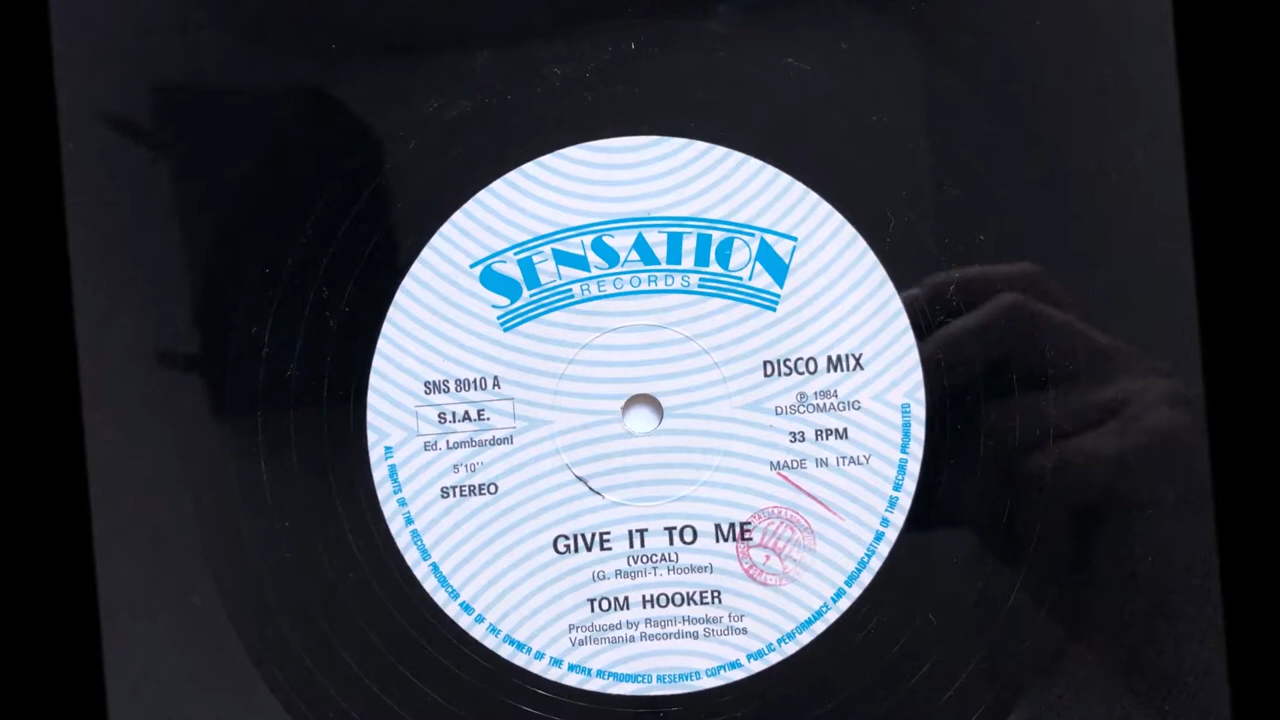 SENSATION
RECORDS
SNS 8010 A
S.I.A.E.
Ed. Lombardoni
5'10''
STEREO
DISCO MIX
℗ 1984
DISCOMAGIC
33 RPM
MADE IN ITALY
GIVE IT TO ME
(VOCAL)
(G. Ragni-T. Hooker)
TOM HOOKER
Produced by Ragni-Hooker for
Vallemania Recording Studios
ALL RIGHTS OF THE RECORD PRODUCER AND OF THE OWNER OF THE WORK REPRODUCED RESERVED. COPYING, PUBLIC PERFORMANCE AND BROADCASTING OF THIS RECORD PROHIBITED